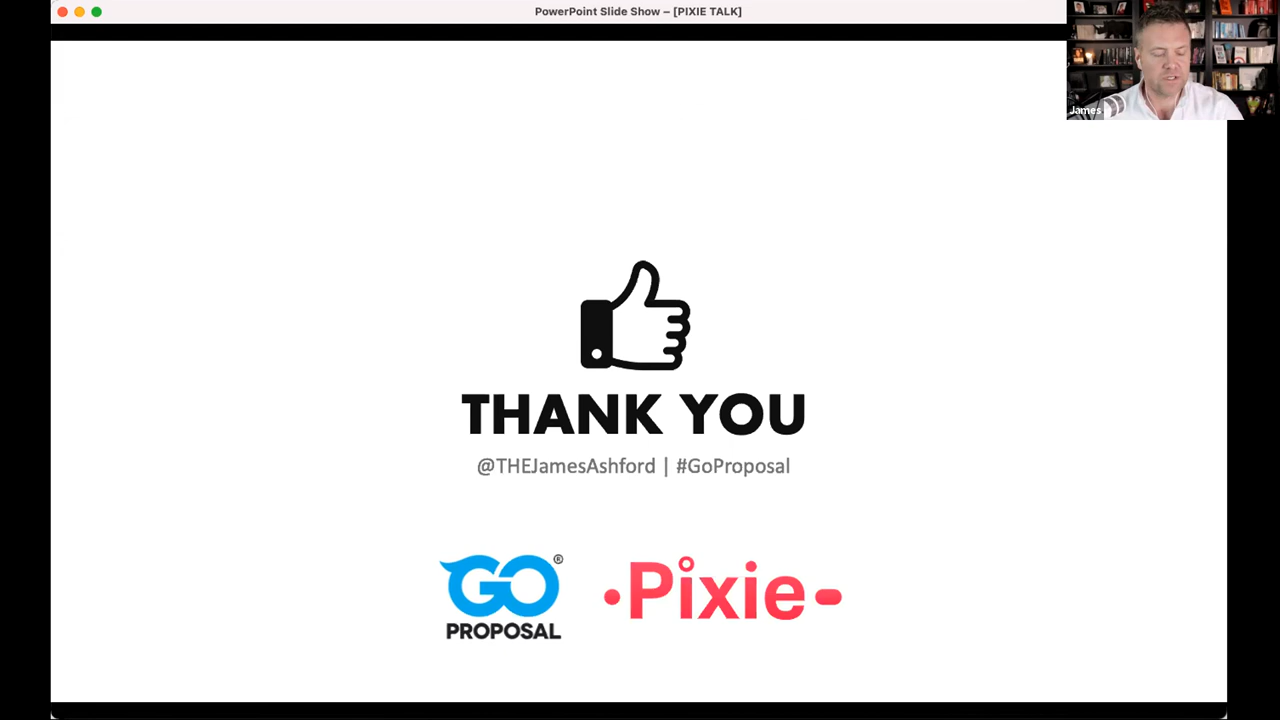 PowerPoint Slide Show – [PIXIE TALK]
James
THANK YOU
@THEJamesAshford | #GoProposal
GO®
PROPOSAL
Pixie